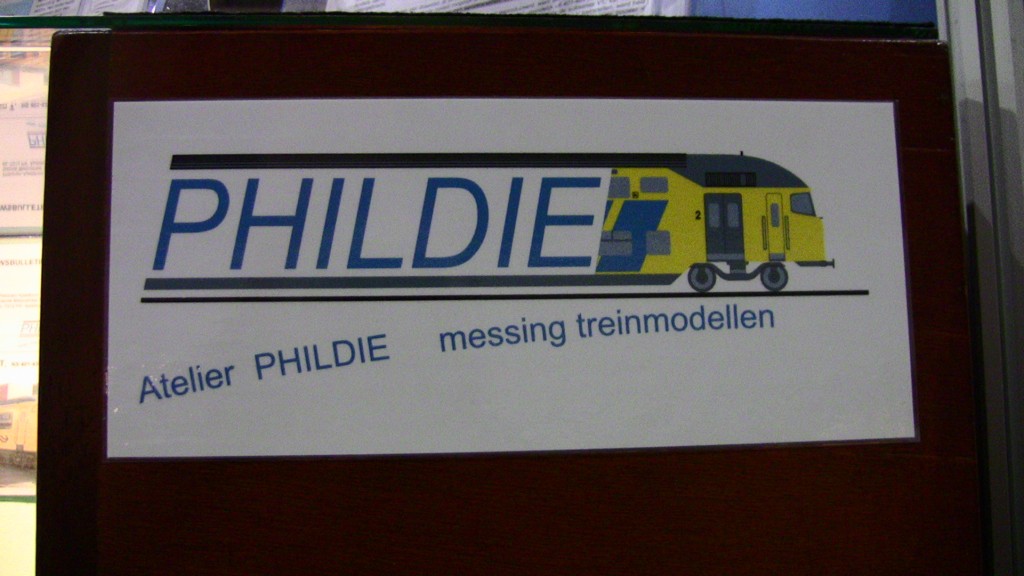 PHILDIE
2
Atelier PHILDIE messing treinmodellen